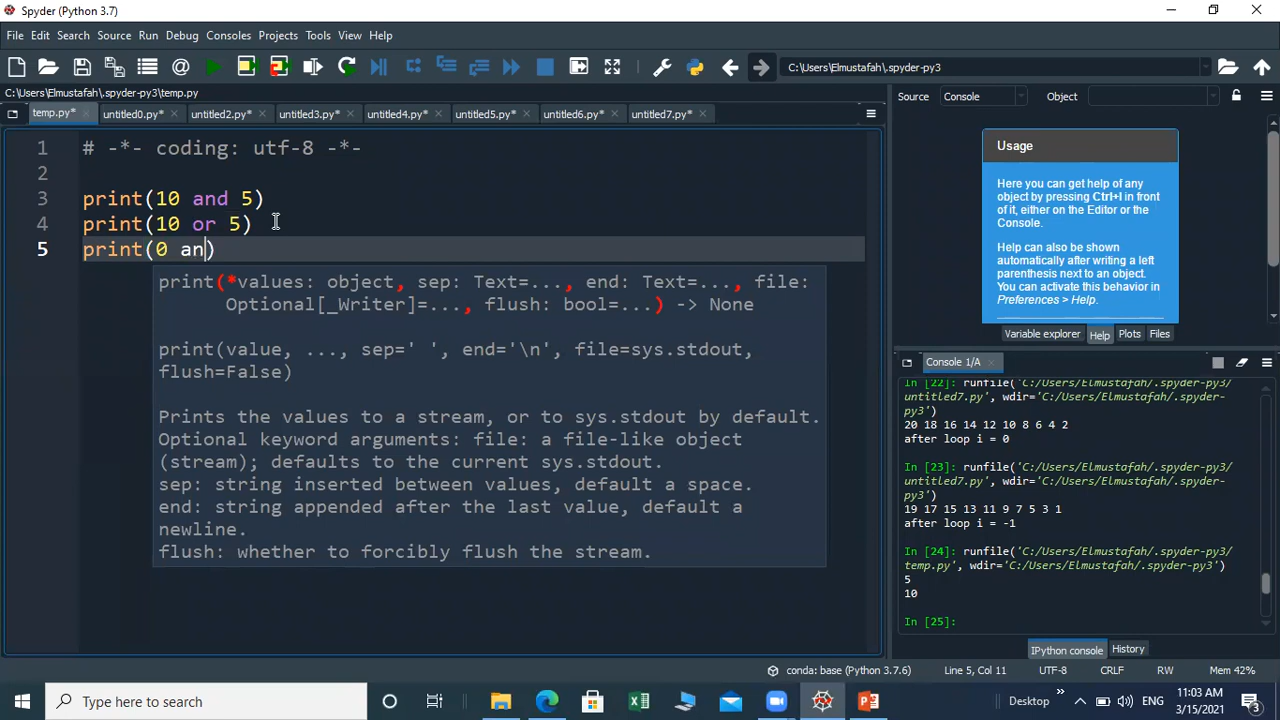 Spyder (Python 3.7)
File Edit Search Source Run Debug Consoles Projects Tools View Help
C:\Users\Elmustafah\.spyder-py3
C:\Users\Elmustafah\.spyder-py3\temp.py
temp.py* untitled0.py* untitled2.py* untitled3.py* untitled4.py* untitled5.py* untitled6.py* untitled7.py*
1 # -*- coding: utf-8 -*-
2
3 print(10 and 5)
4 print(10 or 5)
5 print(0 an)
print(*values: object, sep: Text=..., end: Text=..., file:
Optional[_Writer]=..., flush: bool=...) -> None
print(value, ..., sep=' ', end='\n', file=sys.stdout,
flush=False)
Prints the values to a stream, or to sys.stdout by default.
Optional keyword arguments: file: a file-like object
(stream); defaults to the current sys.stdout.
sep: string inserted between values, default a space.
end: string appended after the last value, default a
newline.
flush: whether to forcibly flush the stream.
Source Console Object
Usage
Here you can get help of any
object by pressing Ctrl+I in front
of it, either on the Editor or the
Console.
Help can also be shown
automatically after writing a left
parenthesis next to an object.
You can activate this behavior in
Preferences > Help.
Variable explorer Help Plots Files
Console 1/A
In [22]: runfile('C:/Users/Elmustafah/.spyder-py3/
untitled7.py', wdir='C:/Users/Elmustafah/.spyder-
py3')
20 18 16 14 12 10 8 6 4 2
after loop i = 0
In [23]: runfile('C:/Users/Elmustafah/.spyder-py3/
untitled7.py', wdir='C:/Users/Elmustafah/.spyder-
py3')
19 17 15 13 11 9 7 5 3 1
after loop i = -1
In [24]: runfile('C:/Users/Elmustafah/.spyder-py3/
temp.py', wdir='C:/Users/Elmustafah/.spyder-py3')
5
10
In [25]:
IPython console History
conda: base (Python 3.7.6) Line 5, Col 11 UTF-8 CRLF RW Mem 42%
Type here to search
Desktop
ENG
11:03 AM
3/15/2021
3